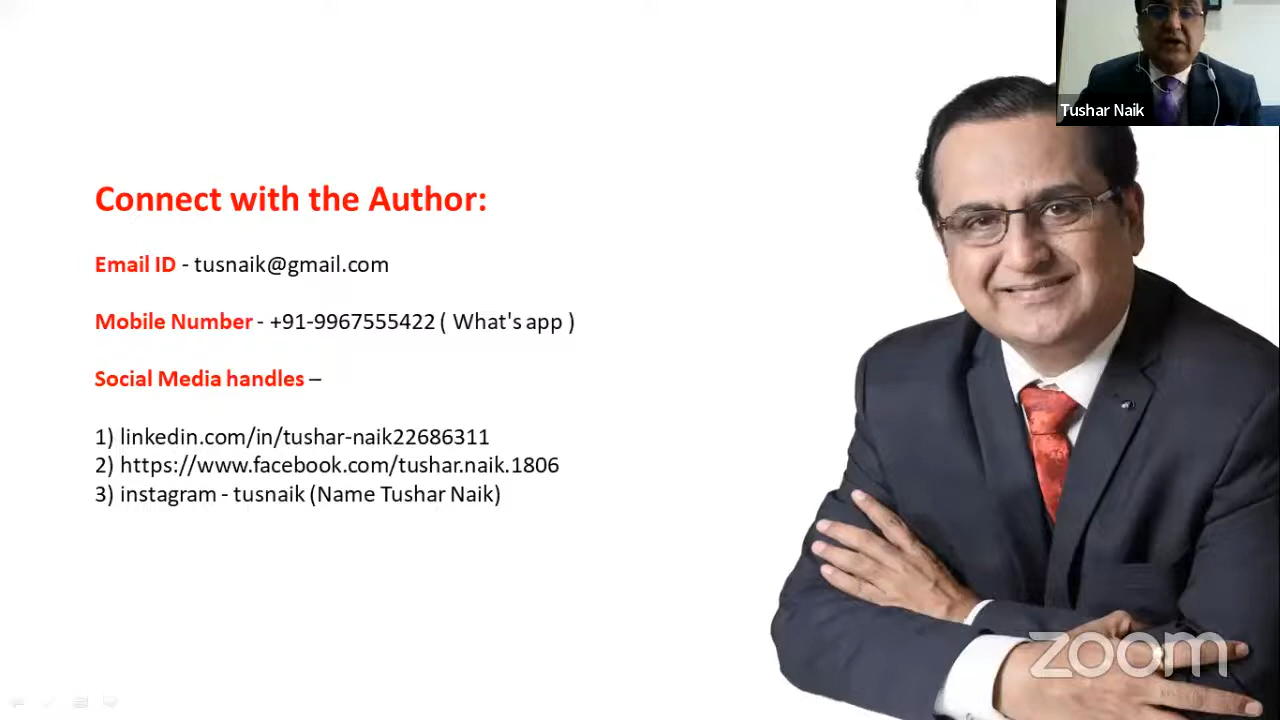 Tushar Naik
Connect with the Author:
Email ID - tusnaik@gmail.com
Mobile Number - +91-9967555422 ( What's app )
Social Media handles –
1) linkedin.com/in/tushar-naik22686311
2) https://www.facebook.com/tushar.naik.1806
3) instagram - tusnaik (Name Tushar Naik)
zoom